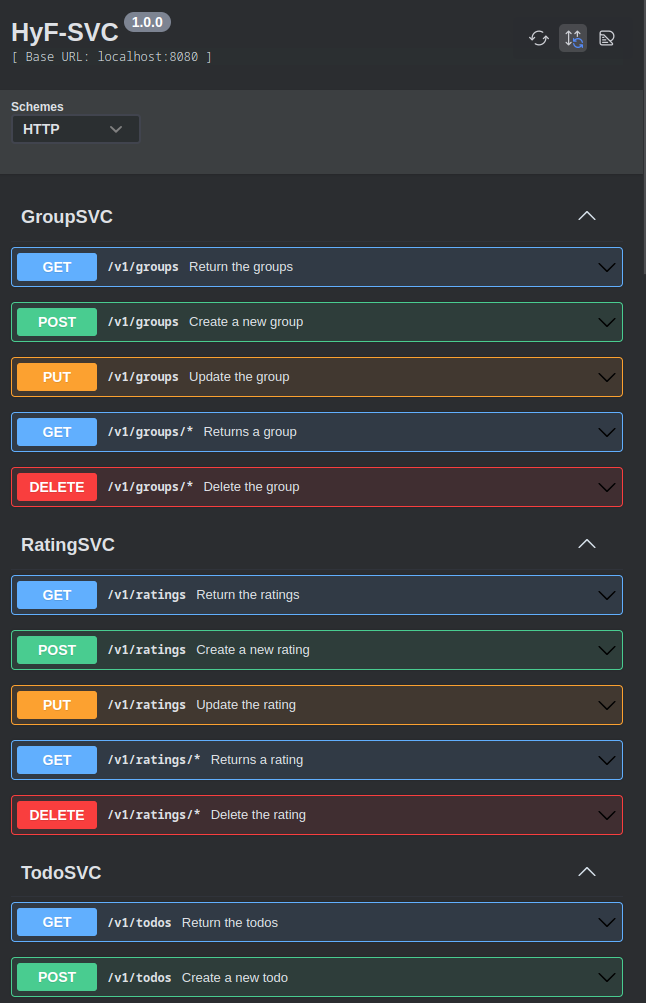 HyF-SVC 1.0.0
[ Base URL: localhost:8080 ]
Schemes
HTTP
GroupSVC
GET /v1/groups Return the groups
POST /v1/groups Create a new group
PUT /v1/groups Update the group
GET /v1/groups/* Returns a group
DELETE /v1/groups/* Delete the group
RatingSVC
GET /v1/ratings Return the ratings
POST /v1/ratings Create a new rating
PUT /v1/ratings Update the rating
GET /v1/ratings/* Returns a rating
DELETE /v1/ratings/* Delete the rating
TodoSVC
GET /v1/todos Return the todos
POST /v1/todos Create a new todo